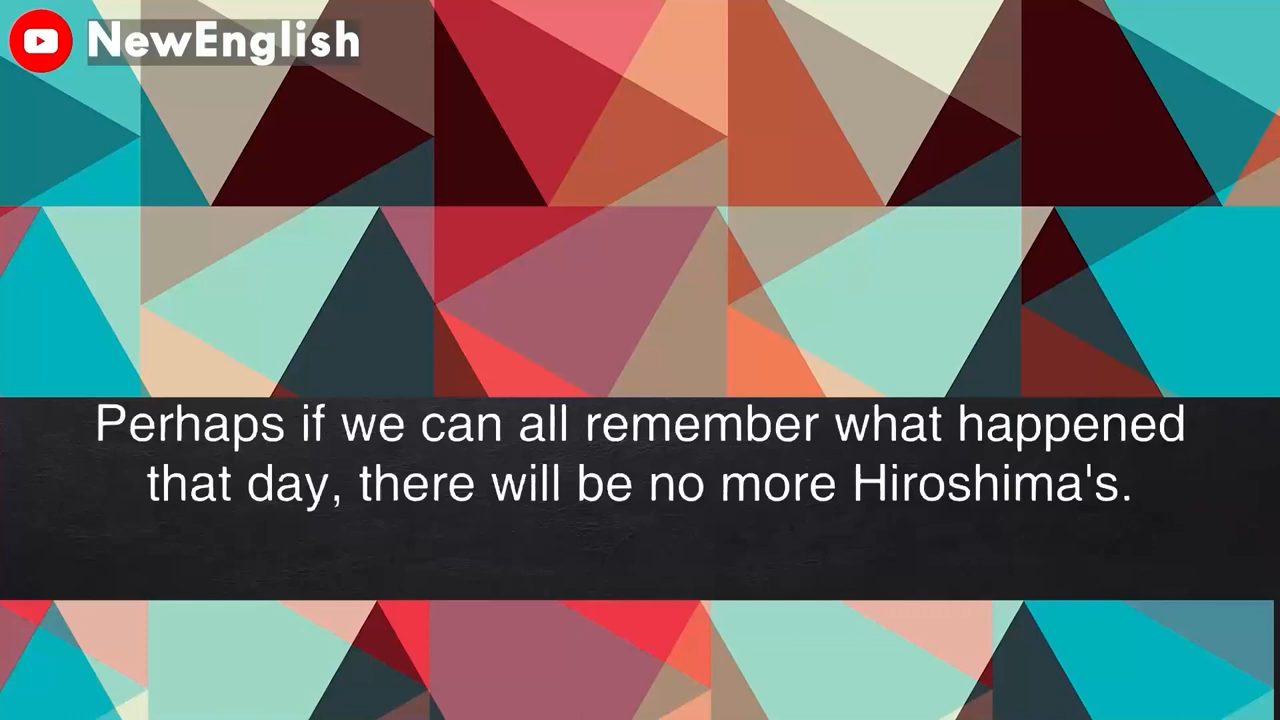 NewEnglish
Perhaps if we can all remember what happened
that day, there will be no more Hiroshima's.